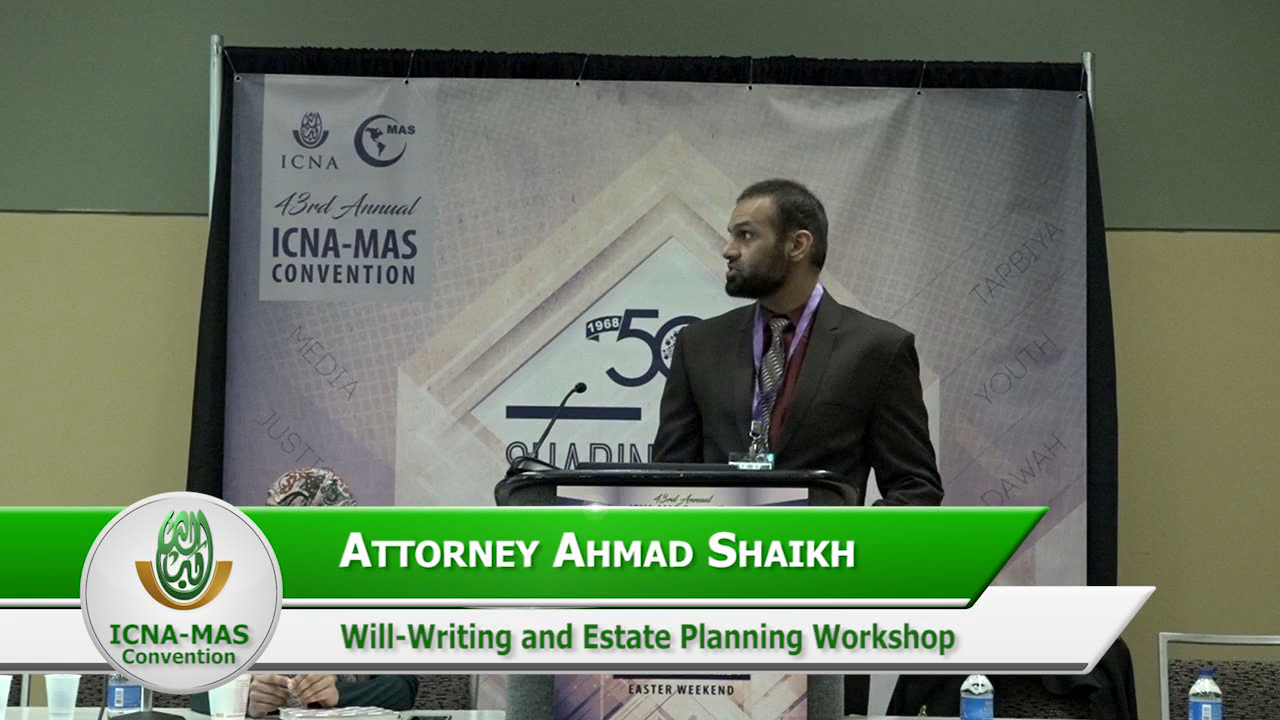 ICNA
MAS
43rd Annual
ICNA-MAS
CONVENTION
1968
MEDIA
TARBIYA
YOUTH
DAWAH
43rd Annual
ATTORNEY AHMAD SHAIKH
Will-Writing and Estate Planning Workshop
ICNA-MAS
Convention
EASTER WEEKEND